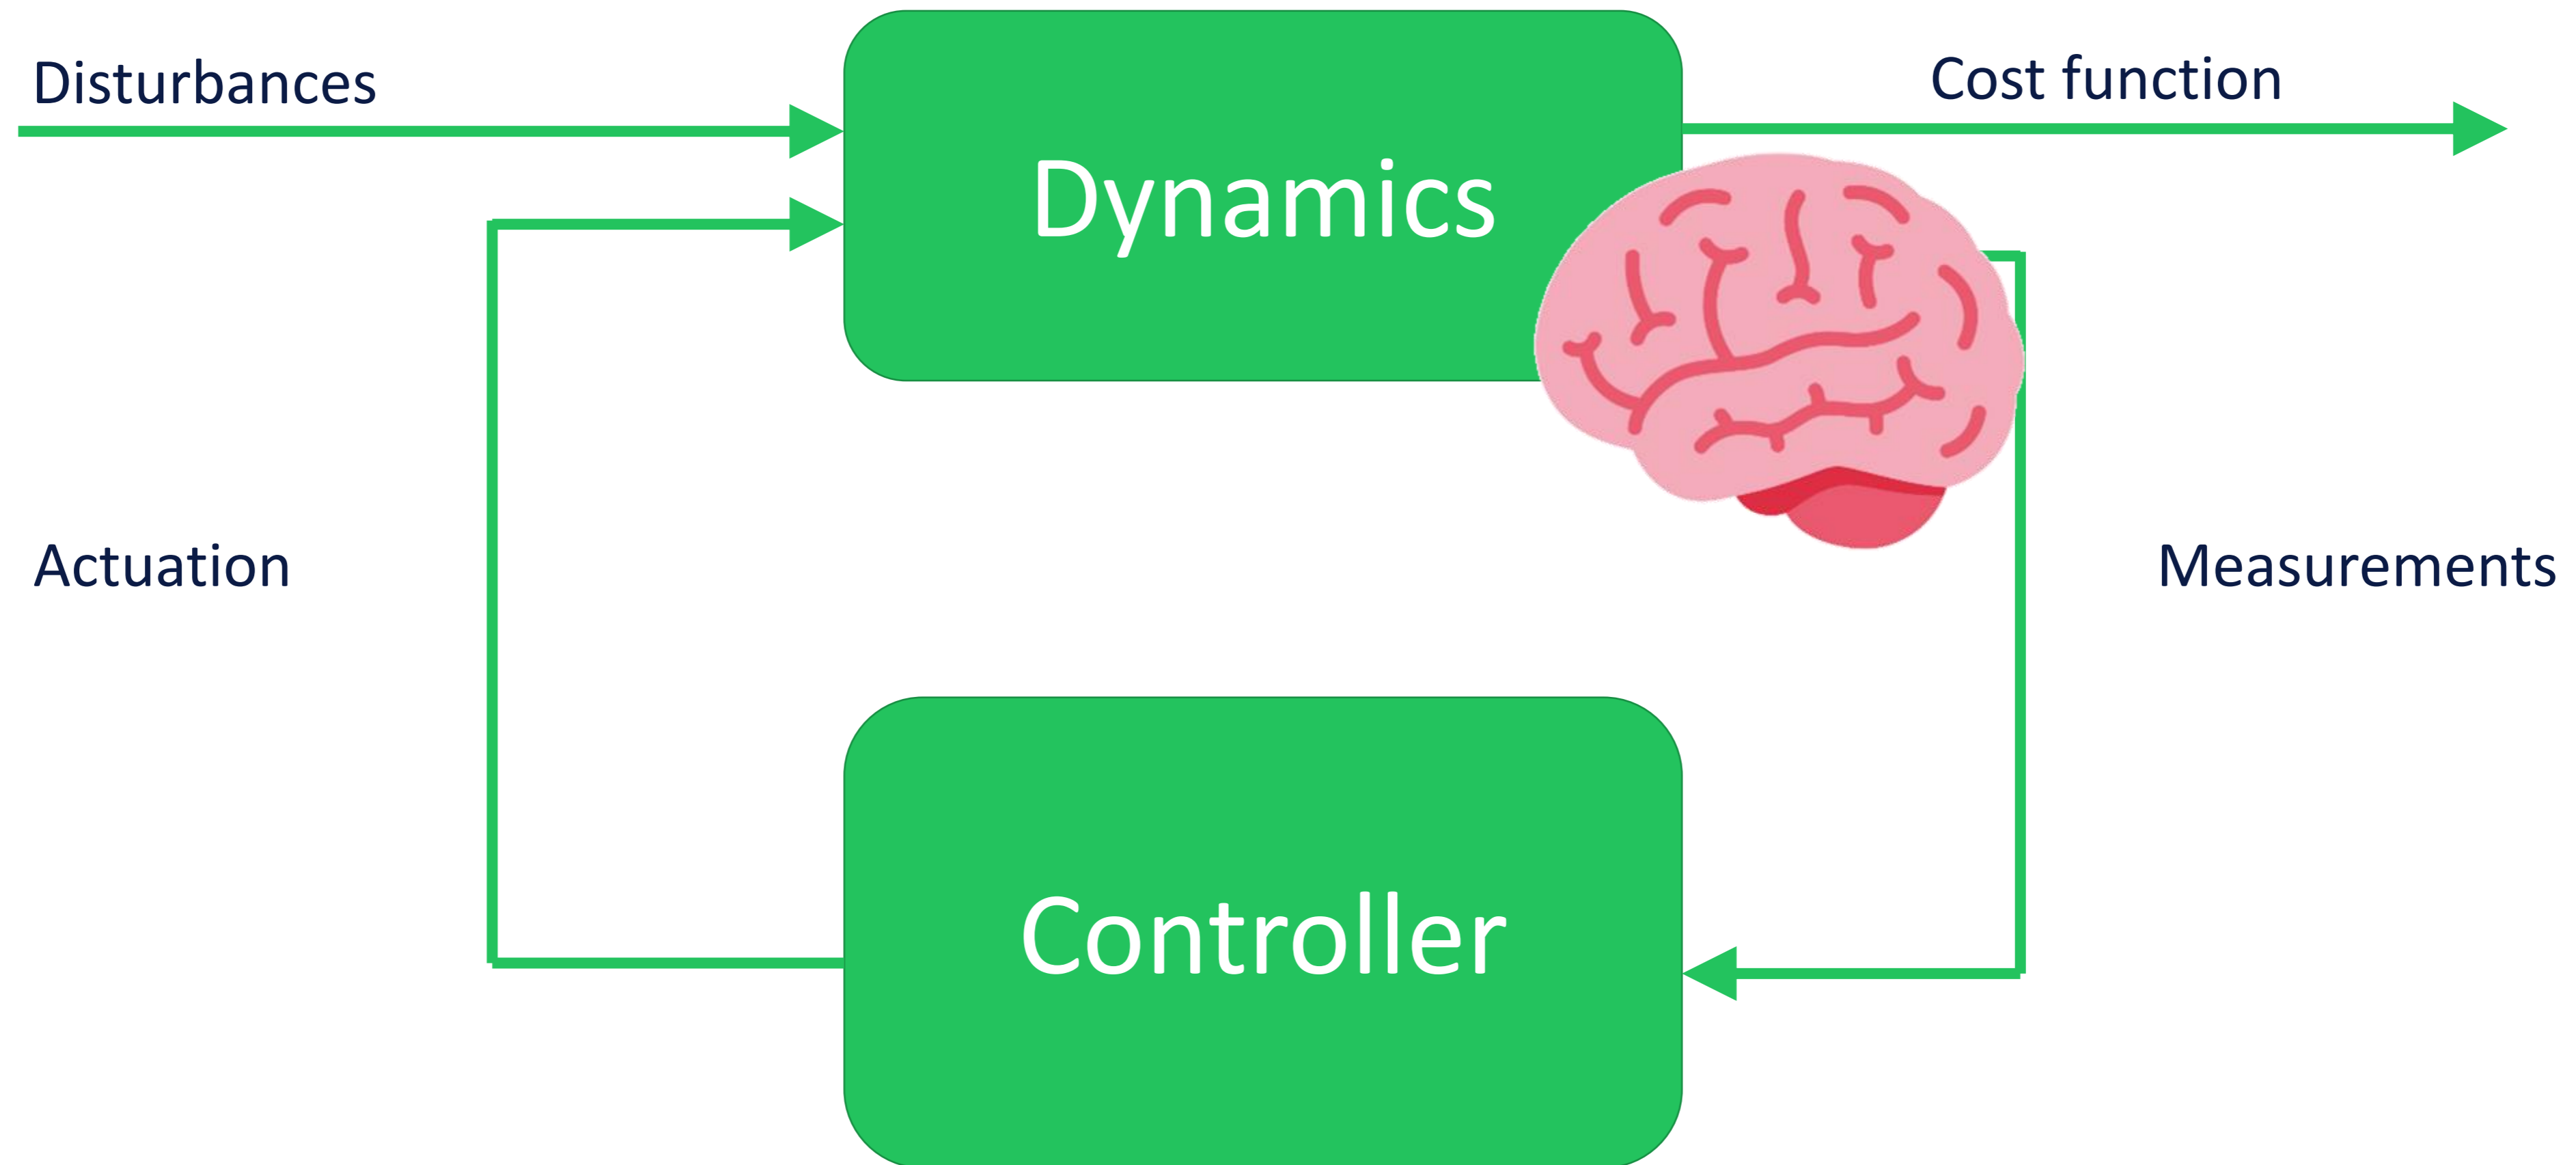 Disturbances
Cost function
Dynamics
Actuation
Measurements
Controller